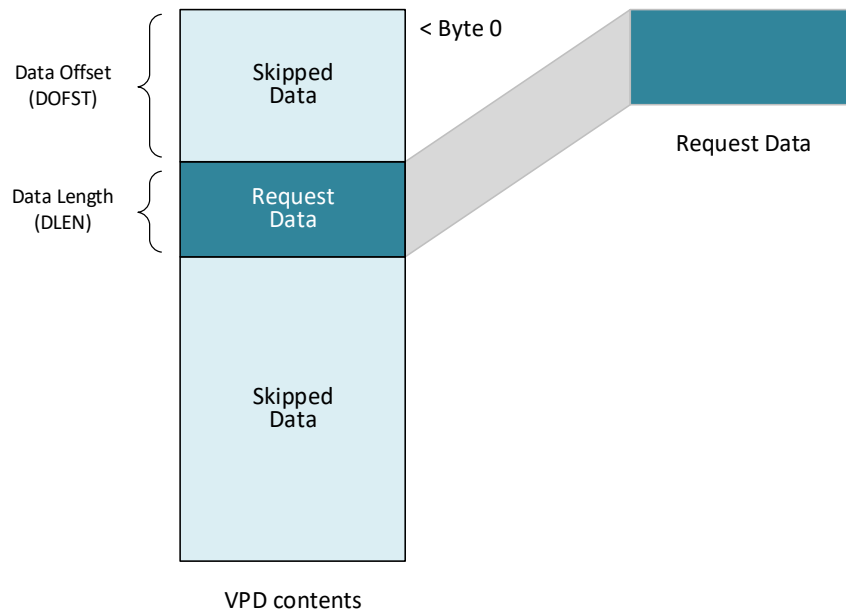 < Byte 0
Data Offset
(DOFST)
Skipped
Data
Request Data
Data Length
(DLEN)
Request
Data
Skipped
Data
VPD contents